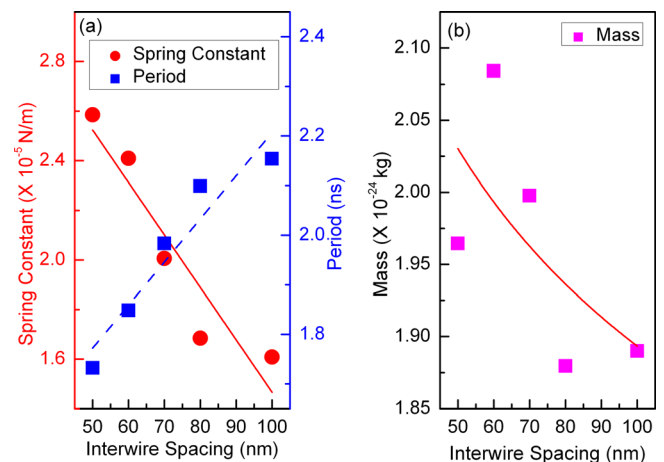 (a)
Spring Constant
Period
Spring Constant (X 10-5 N/m)
2.8
2.4
2.0
1.6
Period (ns)
2.4
2.2
2.0
1.8
50 60 70 80 90 100
Interwire Spacing (nm)
(b)
Mass
Mass (X 10-24 kg)
2.10
2.05
2.00
1.95
1.90
1.85
50 60 70 80 90 100
Interwire Spacing (nm)